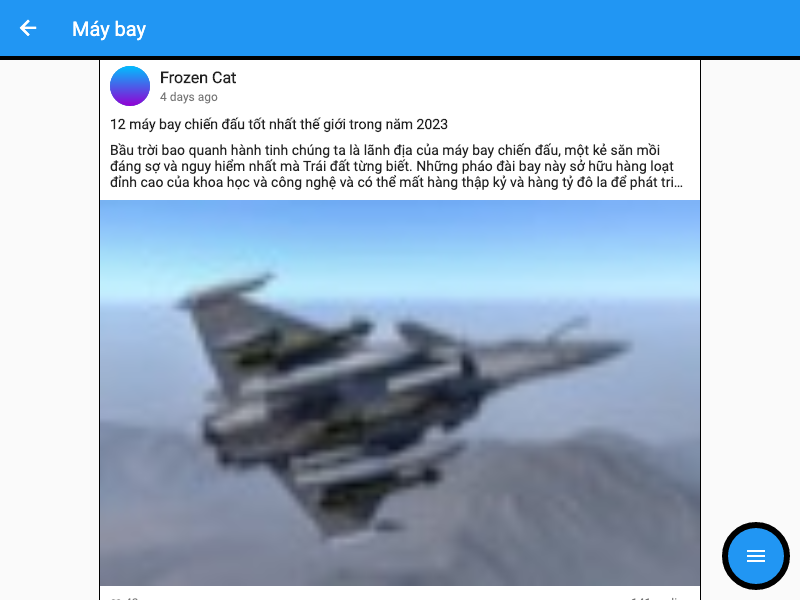 Máy bay
Frozen Cat
4 days ago
12 máy bay chiến đấu tốt nhất thế giới trong năm 2023
Bầu trời bao quanh hành tinh chúng ta là lãnh địa của máy bay chiến đấu, một kẻ săn mồi
đáng sợ và nguy hiểm nhất mà Trái đất từng biết. Những pháo đài bay này sở hữu hàng loạt
đỉnh cao của khoa học và công nghệ và có thể mất hàng thập kỷ và hàng tỷ đô la để phát tri...